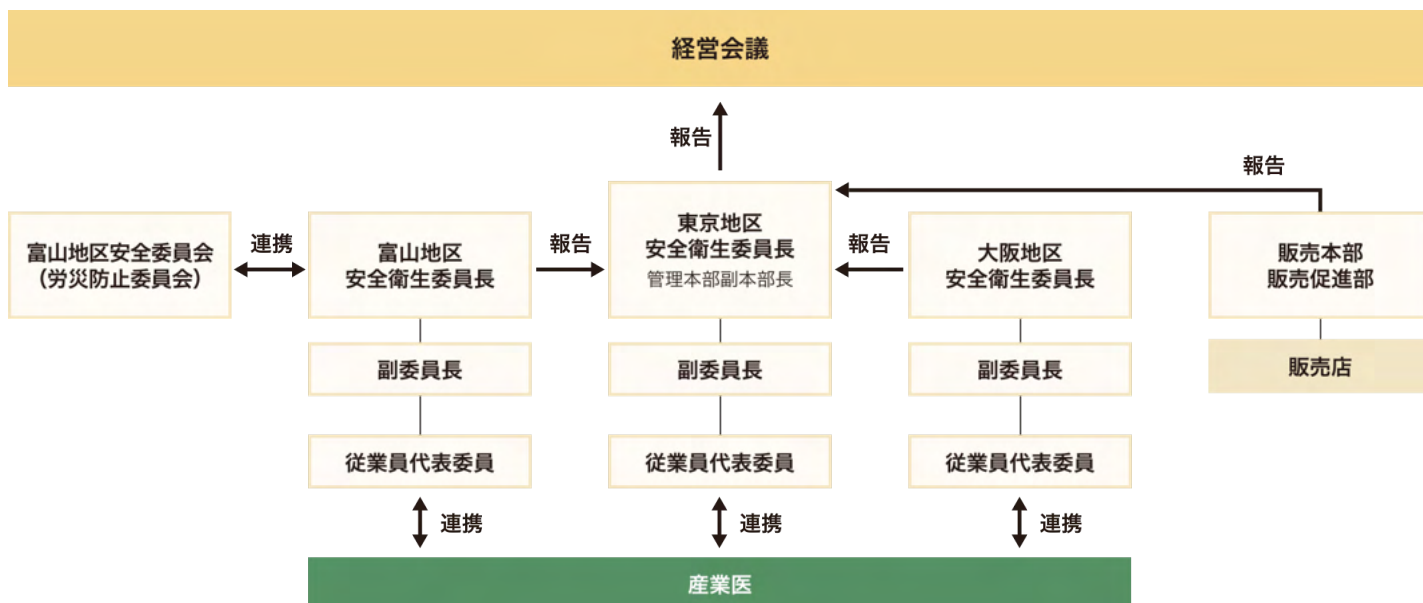 経営会議
報告
報告
富山地区安全委員会
（労災防止委員会）
連携
富山地区
安全衛生委員長
報告
東京地区
安全衛生委員長
管理本部副本部長
報告
大阪地区
安全衛生委員長
販売本部
販売促進部
副委員長
副委員長
副委員長
販売店
従業員代表委員
従業員代表委員
従業員代表委員
連携
連携
連携
産業医